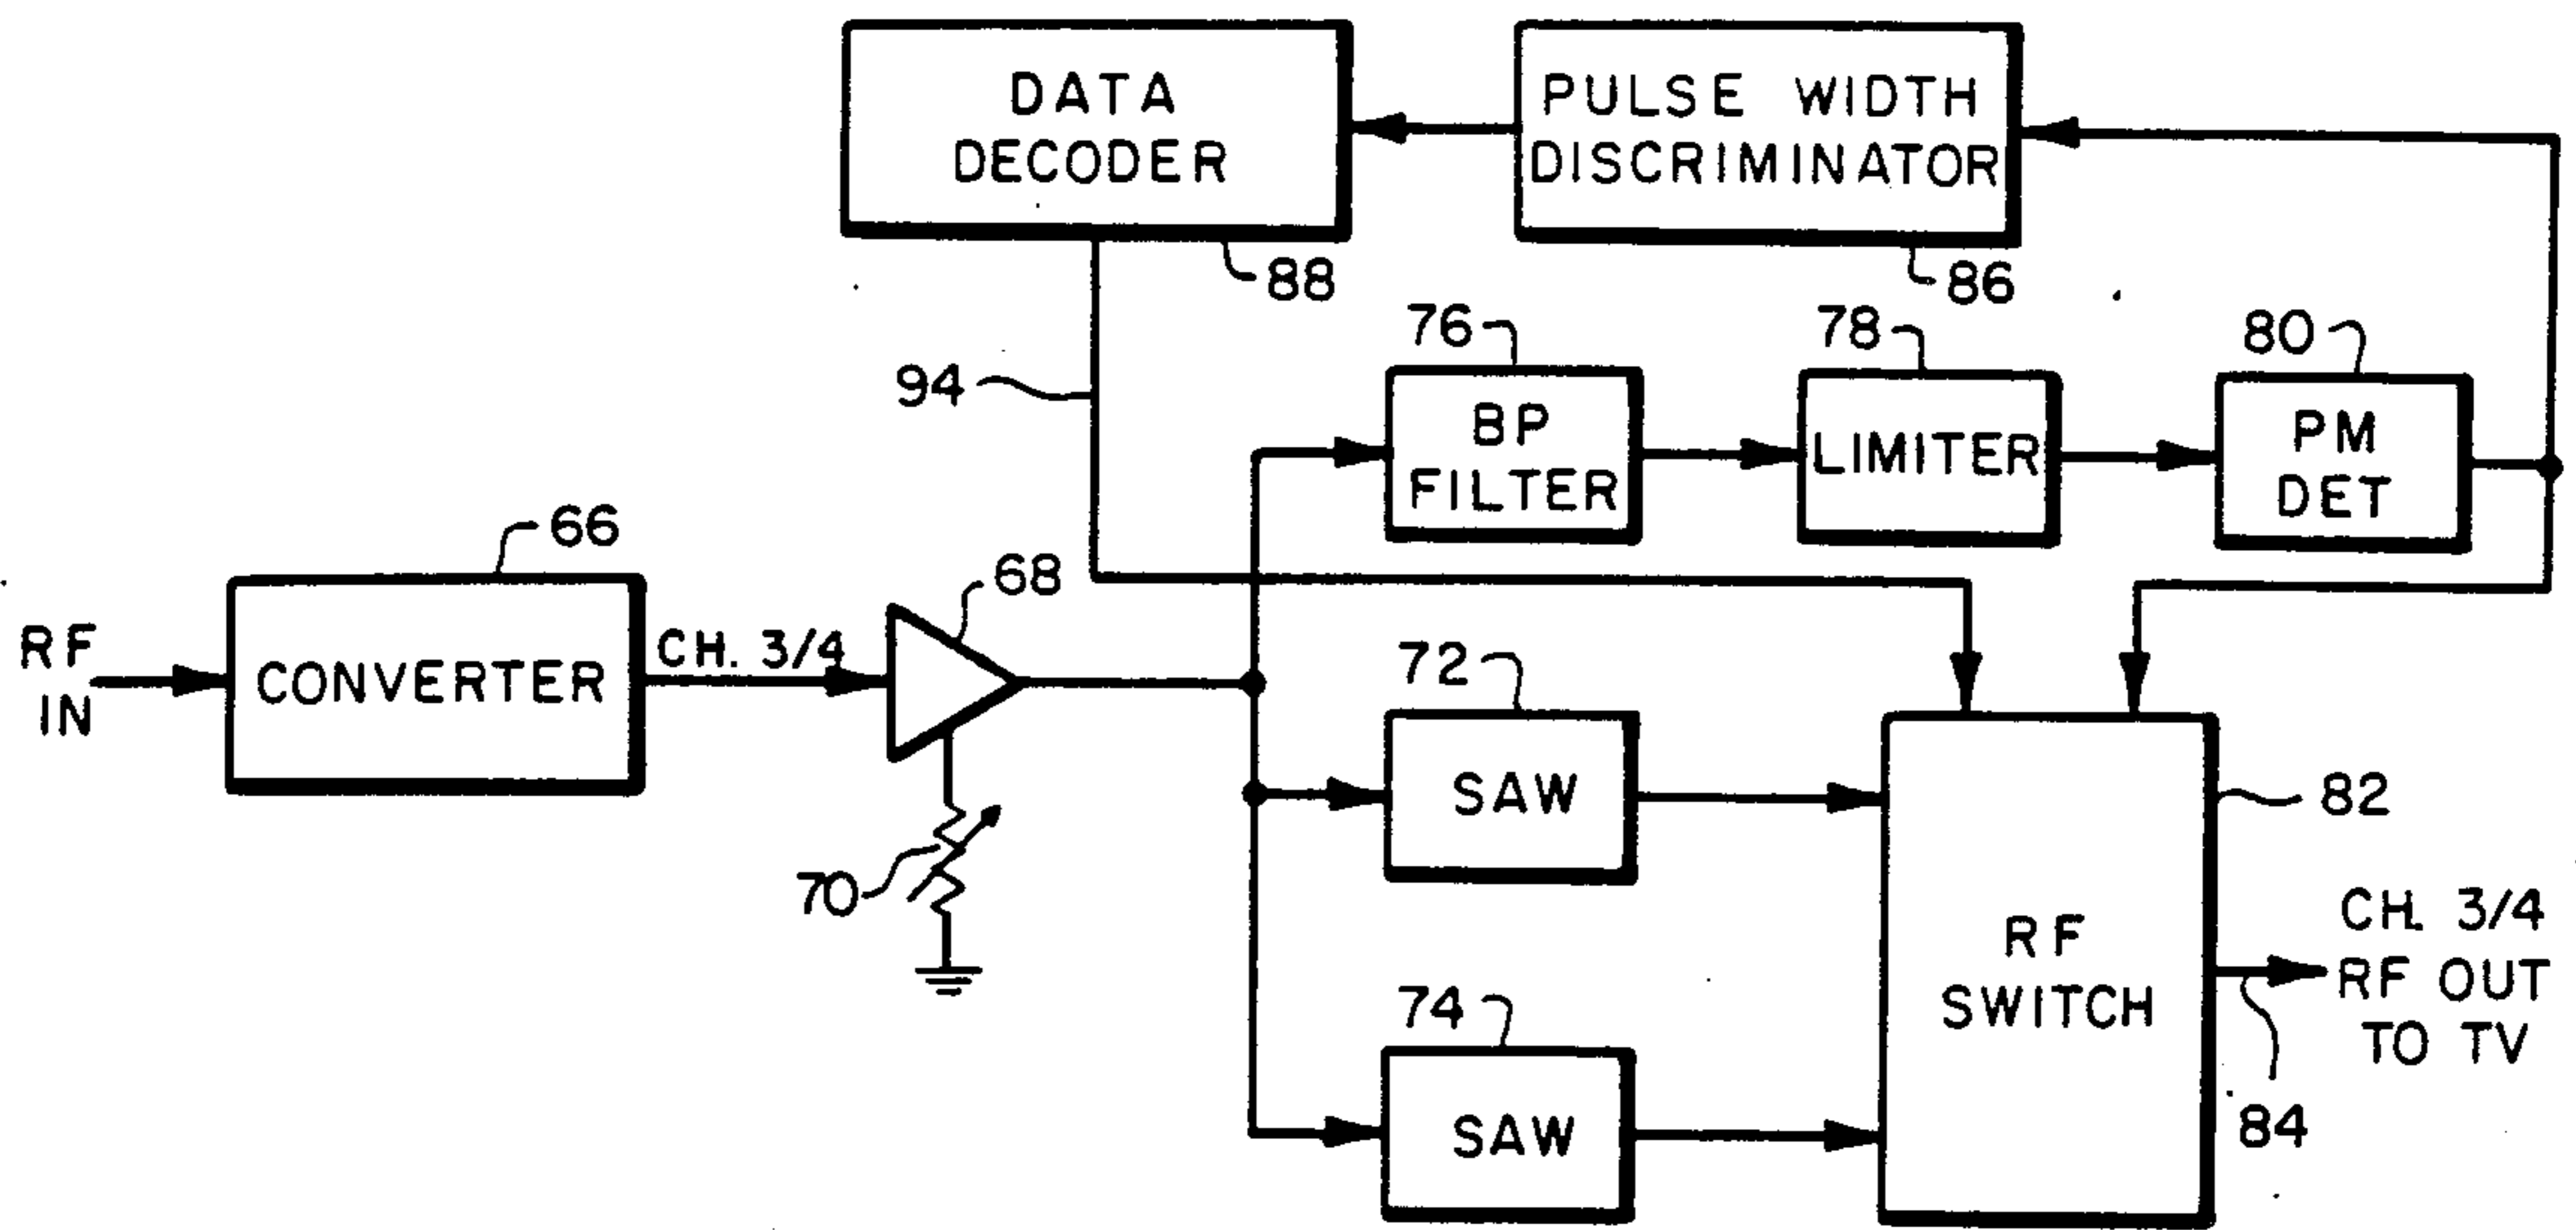 DATA
DECODER
PULSE WIDTH
DISCRIMINATOR
88
86
76
78
80
94
BP
FILTER
LIMITER
PM
DET
66
68
RF
IN
CONVERTER
CH. 3/4
72
SAW
82
70
RF
SWITCH
CH. 3/4
RF OUT
TO TV
74
SAW
84